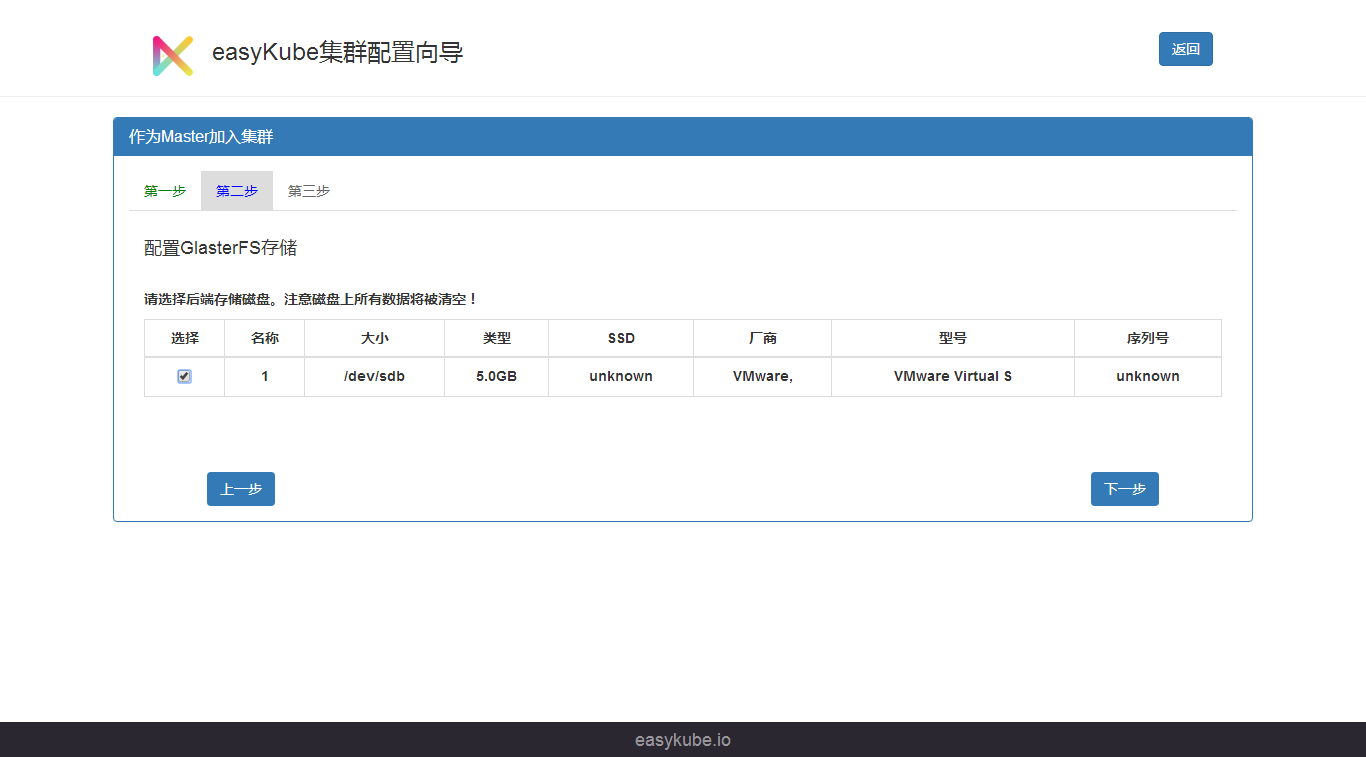 easyKube集群配置向导
返回
作为Master加入集群
第一步 第二步 第三步
配置GlasterFS存储
请选择后端存储磁盘。注意磁盘上所有数据将被清空！
选择 名称 大小 类型 SSD 厂商 型号 序列号
1 /dev/sdb 5.0GB unknown VMware, VMware Virtual S unknown
上一步 下一步
easykube.io